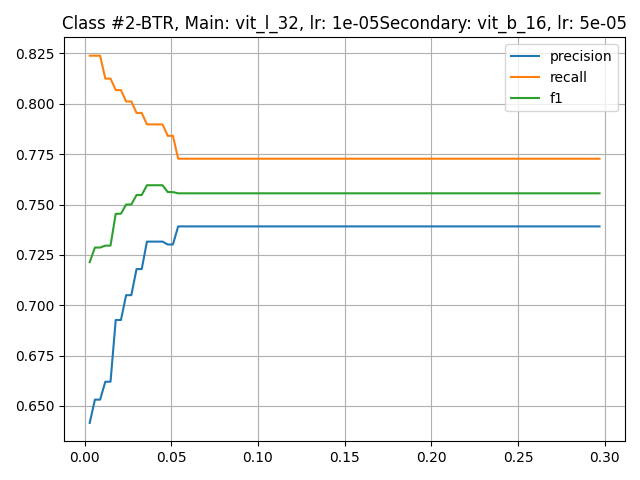 Class #2-BTR, Main: vit_l_32, lr: 1e-05Secondary: vit_b_16, lr: 5e-05
precision
recall
f1
0.825
0.800
0.775
0.750
0.725
0.700
0.675
0.650
0.00 0.05 0.10 0.15 0.20 0.25 0.30